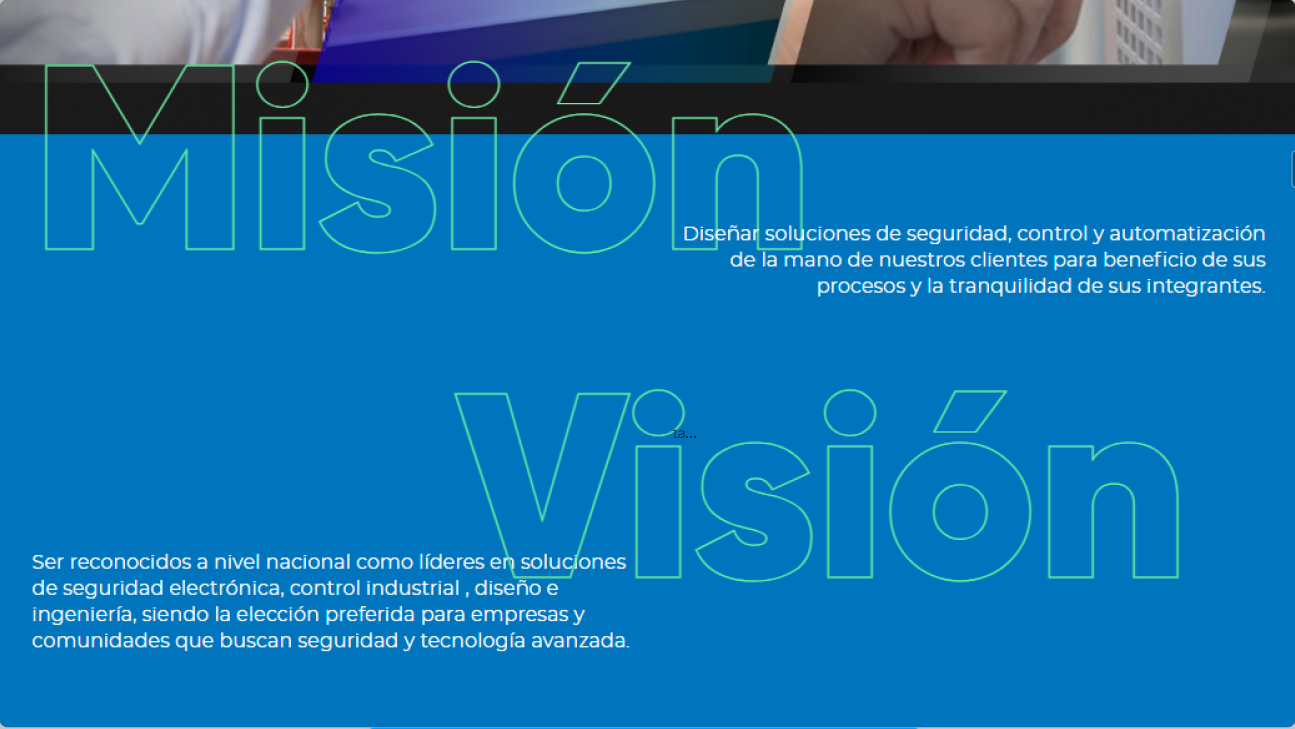 Misión
Diseñar soluciones de seguridad, control y automatización
de la mano de nuestros clientes para beneficio de sus
procesos y la tranquilidad de sus integrantes.
Visión
ta...
Ser reconocidos a nivel nacional como líderes en soluciones
de seguridad electrónica, control industrial , diseño e
ingeniería, siendo la elección preferida para empresas y
comunidades que buscan seguridad y tecnología avanzada.